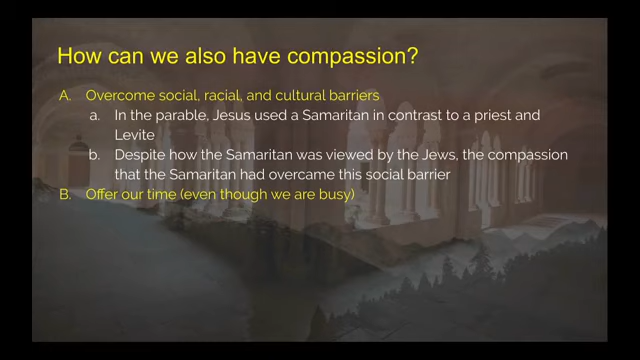 How can we also have compassion?
A. Overcome social, racial, and cultural barriers
a. In the parable, Jesus used a Samaritan in contrast to a priest and
Levite
b. Despite how the Samaritan was viewed by the Jews, the compassion
that the Samaritan had overcame this social barrier
B. Offer our time (even though we are busy)